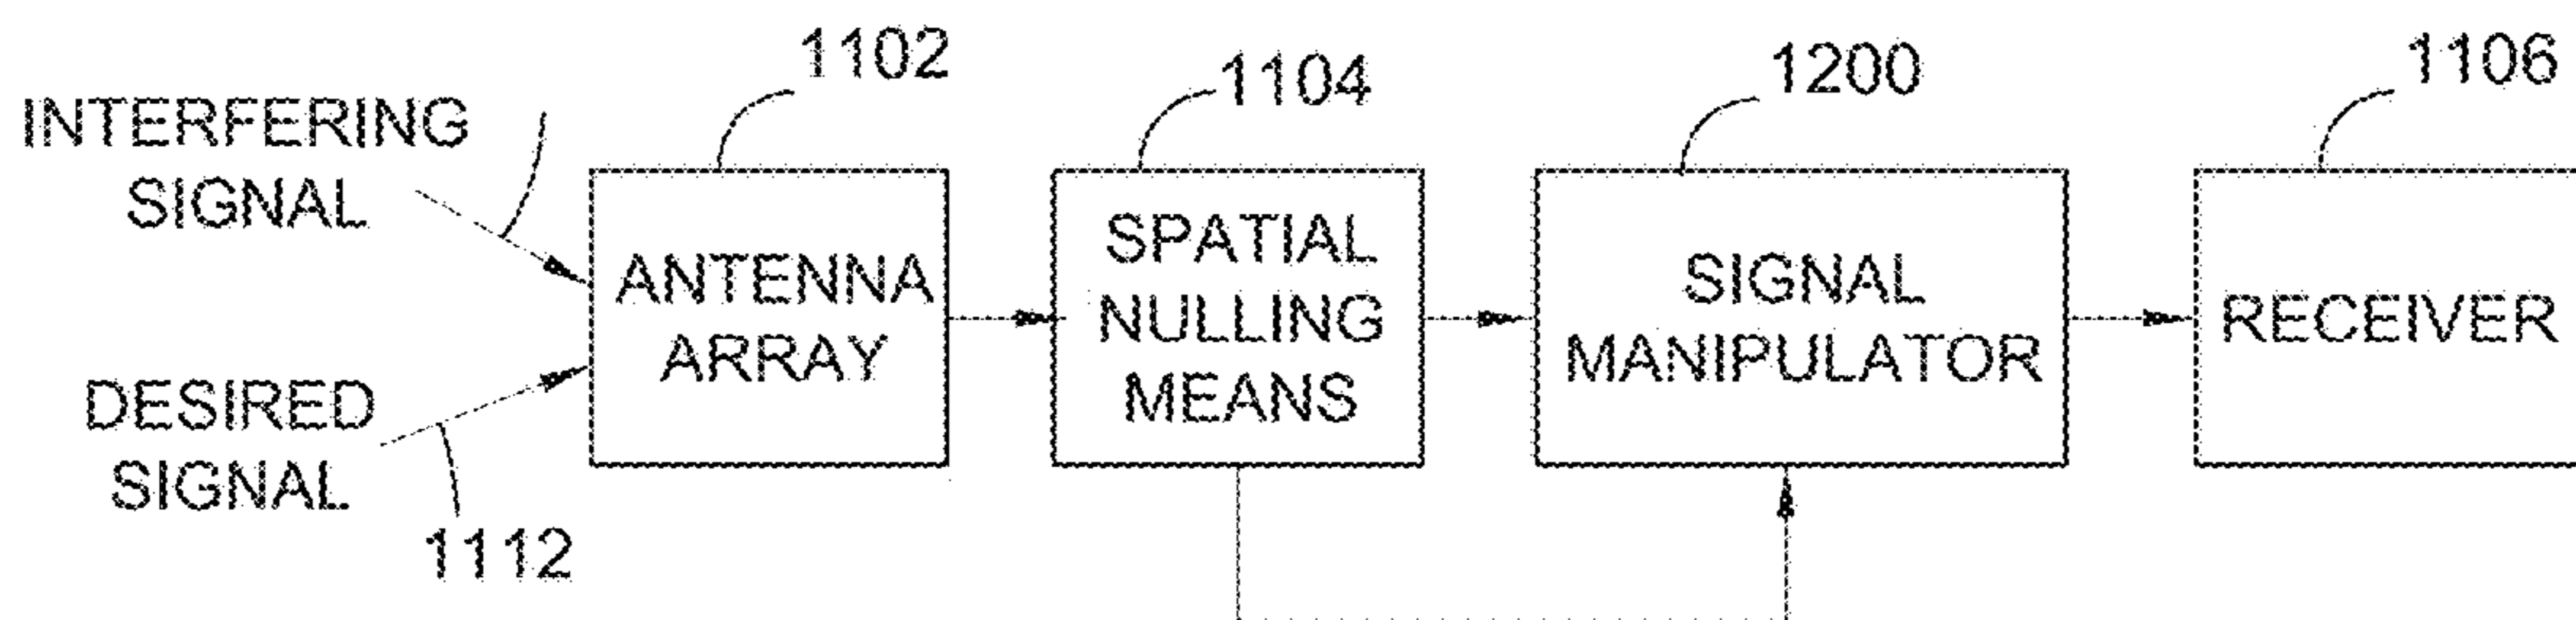 1102
1104
1200
1106
INTERFERING
SIGNAL
ANTENNA
ARRAY
SPATIAL
NULLING
MEANS
SIGNAL
MANIPULATOR
RECEIVER
DESIRED
SIGNAL
1112